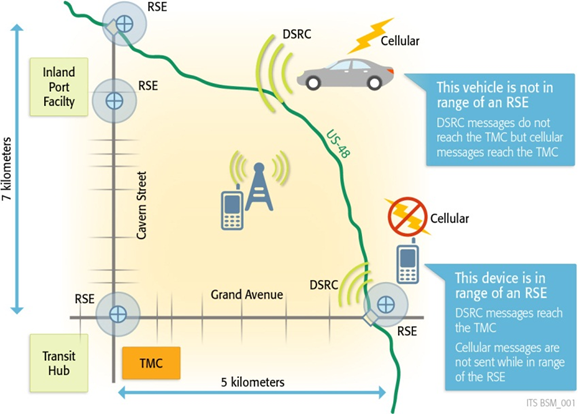 RSE
DSRC
Cellular
Inland
Port
Facilty
RSE
This vehicle is not in
range of an RSE
DSRC messages do not
reach the TMC but cellular
messages reach the TMC
US-48
7 kilometers
Cavern Street
Cellular
RSE
Grand Avenue
DSRC
RSE
This device is in
range of an RSE
DSRC messages reach
the TMC
Cellular messages are
not sent while in range
of the RSE
Transit
Hub
TMC
5 kilometers
ITS BSM_001